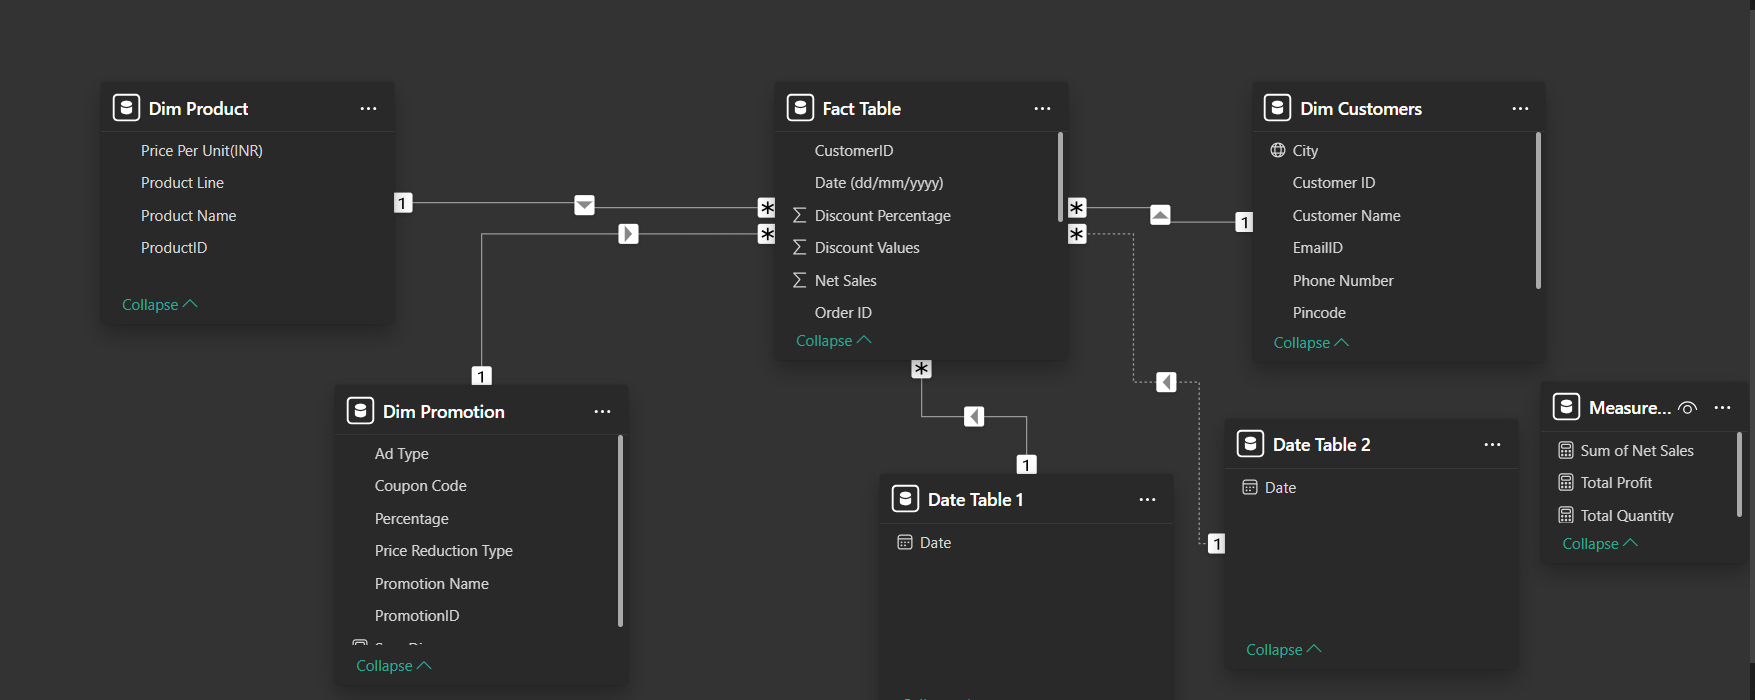 Dim Product
Price Per Unit(INR)
Product Line
Product Name
ProductID
Collapse
1
*
*
1
Dim Promotion
Ad Type
Coupon Code
Percentage
Price Reduction Type
Promotion Name
PromotionID
Collapse
Fact Table
CustomerID
Date (dd/mm/yyyy)
Discount Percentage
Discount Values
Net Sales
Order ID
Collapse
*
1
Date Table 1
Date
*
1
*
1
Dim Customers
City
Customer ID
Customer Name
EmailID
Phone Number
Pincode
Collapse
Date Table 2
Date
Collapse
Measure...
Sum of Net Sales
Total Profit
Total Quantity
Collapse